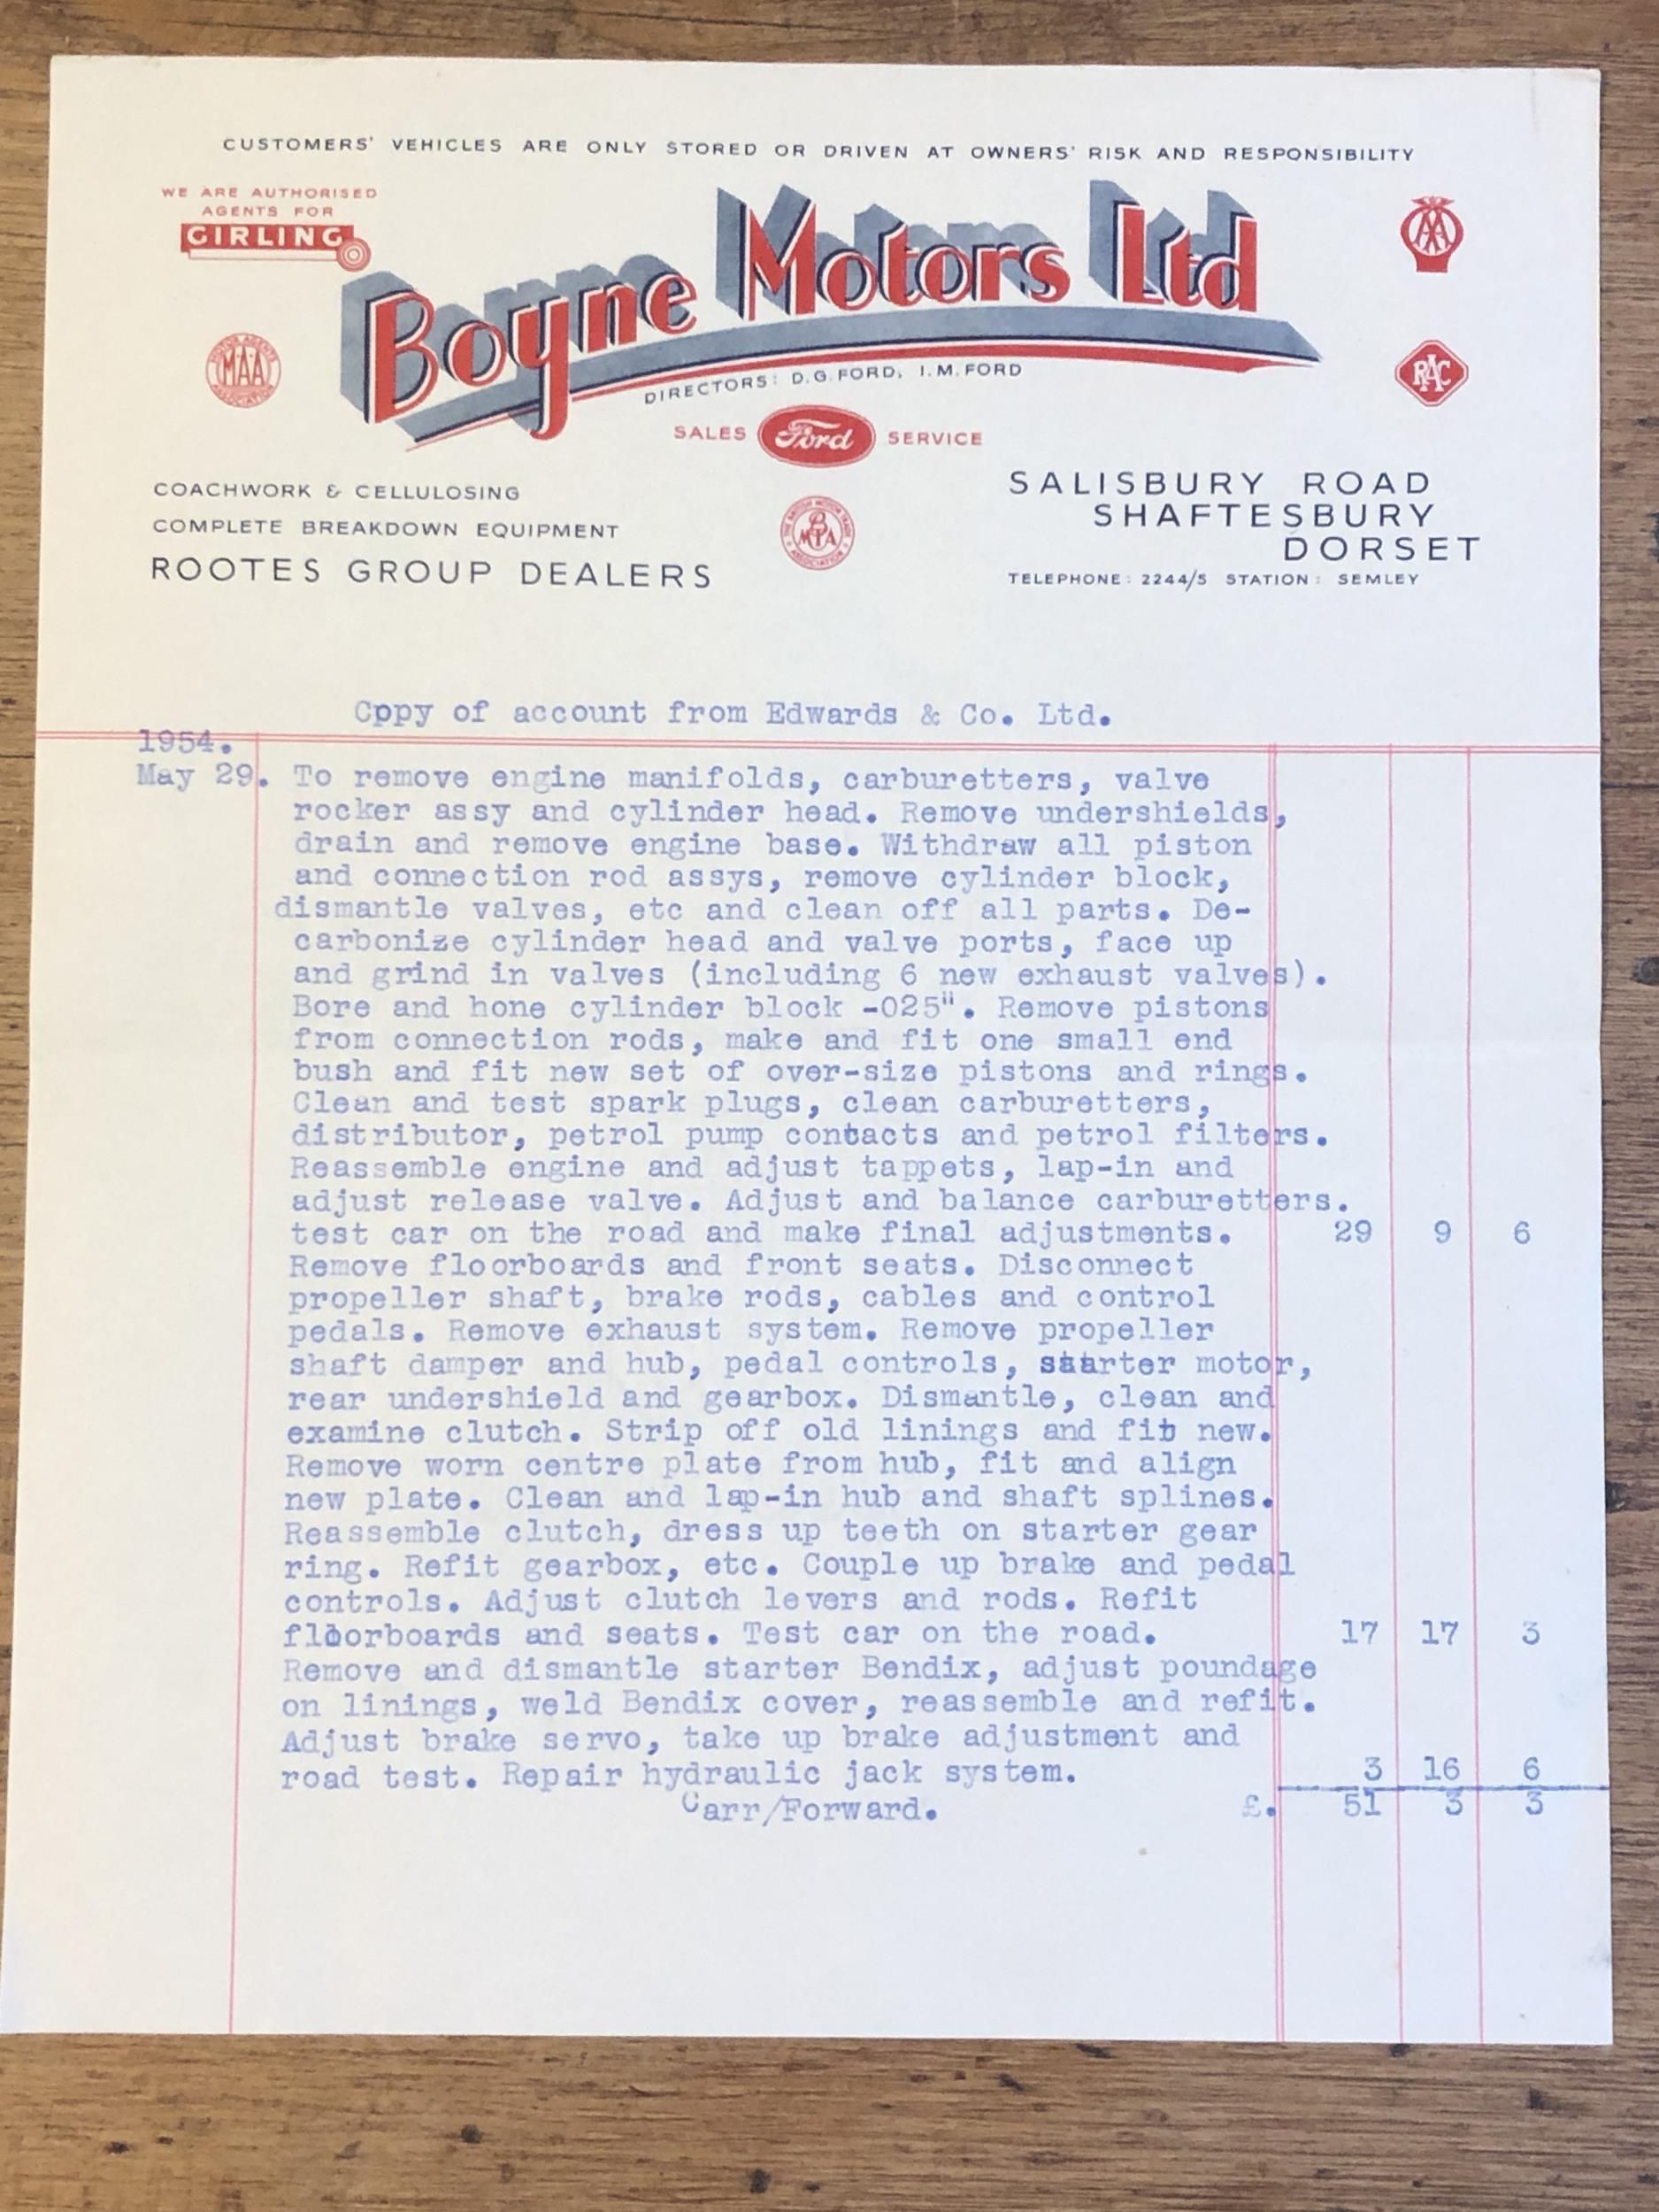 CUSTOMERS' VEHICLES ARE ONLY STORED OR DRIVEN AT OWNERS' RISK AND RESPONSIBILITY
WE ARE AUTHORISED
AGENTS FOR
GIRLING
Boyne Motors Ltd
AA
MOTOR AGENTS
MAA
ASSOCIATION
RAC
DIRECTORS: D.G. FORD, I.M. FORD
SALES Ford SERVICE
COACHWORK & CELLULOSING
COMPLETE BREAKDOWN EQUIPMENT
ROOTES GROUP DEALERS
THE BRITISH MOTOR TRADE
BMTA
ASSOCIATION
SALISBURY ROAD
SHAFTESBURY
DORSET
TELEPHONE: 2244/5 STATION: SEMLEY
Cppy of account from Edwards & Co. Ltd.
1954.
May 29. To remove engine manifolds, carburetters, valve
rocker assy and cylinder head. Remove undershields,
drain and remove engine base. Withdraw all piston
and connection rod assys, remove cylinder block,
dismantle valves, etc and clean off all parts. De-
carbonize cylinder head and valve ports, face up
and grind in valves (including 6 new exhaust valves).
Bore and hone cylinder block -025". Remove pistons
from connection rods, make and fit one small end
bush and fit new set of over-size pistons and rings.
Clean and test spark plugs, clean carburetters,
distributor, petrol pump contacts and petrol filters.
Reassemble engine and adjust tappets, lap-in and
adjust release valve. Adjust and balance carburetters.
test car on the road and make final adjustments. 29 9 6
Remove floorboards and front seats. Disconnect
propeller shaft, brake rods, cables and control
pedals. Remove exhaust system. Remove propeller
shaft damper and hub, pedal controls, starter motor,
rear undershield and gearbox. Dismantle, clean and
examine clutch. Strip off old linings and fit new.
Remove worn centre plate from hub, fit and align
new plate. Clean and lap-in hub and shaft splines.
Reassemble clutch, dress up teeth on starter gear
ring. Refit gearbox, etc. Couple up brake and pedal
controls. Adjust clutch levers and rods. Refit
floorboards and seats. Test car on the road. 17 17 3
Remove and dismantle starter Bendix, adjust poundage
on linings, weld Bendix cover, reassemble and refit.
Adjust brake servo, take up brake adjustment and
road test. Repair hydraulic jack system. 3 16 6
Carr/Forward. £. 51 3 3